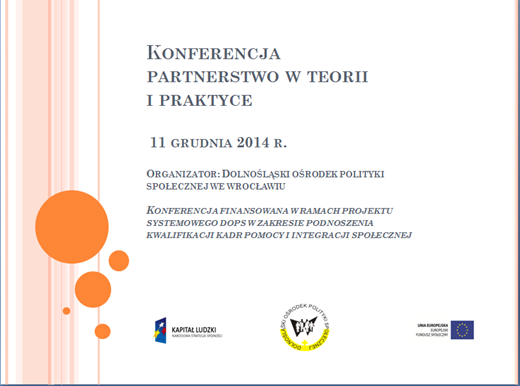 KONFERENCJA
PARTNERSTWO W TEORII
I PRAKTYCE
11 GRUDNIA 2014 R.
ORGANIZATOR: DOLNOŚLĄSKI OŚRODEK POLITYKI
SPOŁECZNEJ WE WROCŁAWIU
KONFERENCJA FINANSOWANA W RAMACH PROJEKTU
SYSTEMOWEGO DOPS W ZAKRESIE PODNOSZENIA
KWALIFIKACJI KADR POMOCY I INTEGRACJI SPOŁECZNEJ
KAPITAŁ LUDZKI
NARODOWA STRATEGIA SPÓJNOŚCI
DOLNOŚLĄSKI OŚRODEK POLITYKI SPOŁECZNEJ
UNIA EUROPEJSKA
EUROPEJSKI
FUNDUSZ SPOŁECZNY